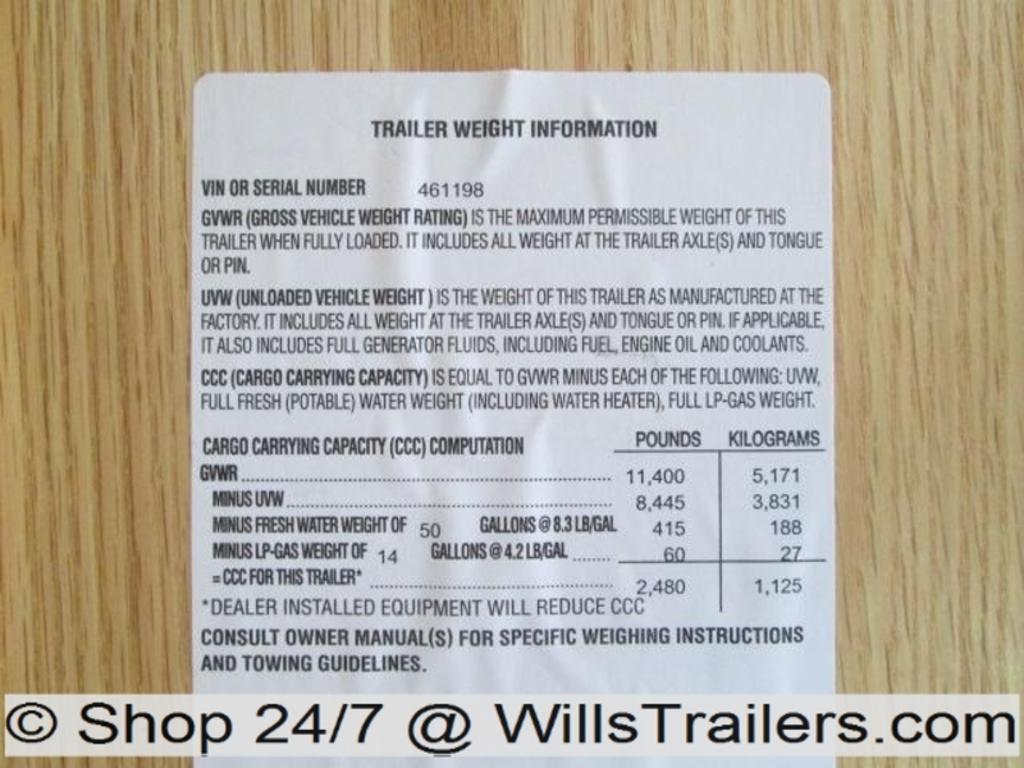 TRAILER WEIGHT INFORMATION
VIN OR SERIAL NUMBER 461198
GVWR (GROSS VEHICLE WEIGHT RATING) IS THE MAXIMUM PERMISSIBLE WEIGHT OF THIS
TRAILER WHEN FULLY LOADED. IT INCLUDES ALL WEIGHT AT THE TRAILER AXLE(S) AND TONGUE
OR PIN.
UVW (UNLOADED VEHICLE WEIGHT ) IS THE WEIGHT OF THIS TRAILER AS MANUFACTURED AT THE
FACTORY. IT INCLUDES ALL WEIGHT AT THE TRAILER AXLE(S) AND TONGUE OR PIN. IF APPLICABLE,
IT ALSO INCLUDES FULL GENERATOR FLUIDS, INCLUDING FUEL, ENGINE OIL AND COOLANTS.
CCC (CARGO CARRYING CAPACITY) IS EQUAL TO GVWR MINUS EACH OF THE FOLLOWING: UVW,
FULL FRESH (POTABLE) WATER WEIGHT (INCLUDING WATER HEATER), FULL LP-GAS WEIGHT.
CARGO CARRYING CAPACITY (CCC) COMPUTATION POUNDS KILOGRAMS
GVWR 11,400 5,171
MINUS UVW 8,445 3,831
MINUS FRESH WATER WEIGHT OF 50 GALLONS @ 8.3 LB/GAL 415 188
MINUS LP-GAS WEIGHT OF 14 GALLONS @ 4.2 LB/GAL 60 27
= CCC FOR THIS TRAILER* 2,480 1,125
*DEALER INSTALLED EQUIPMENT WILL REDUCE CCC
CONSULT OWNER MANUAL(S) FOR SPECIFIC WEIGHING INSTRUCTIONS
AND TOWING GUIDELINES.
© Shop 24/7 @ WillsTrailers.com